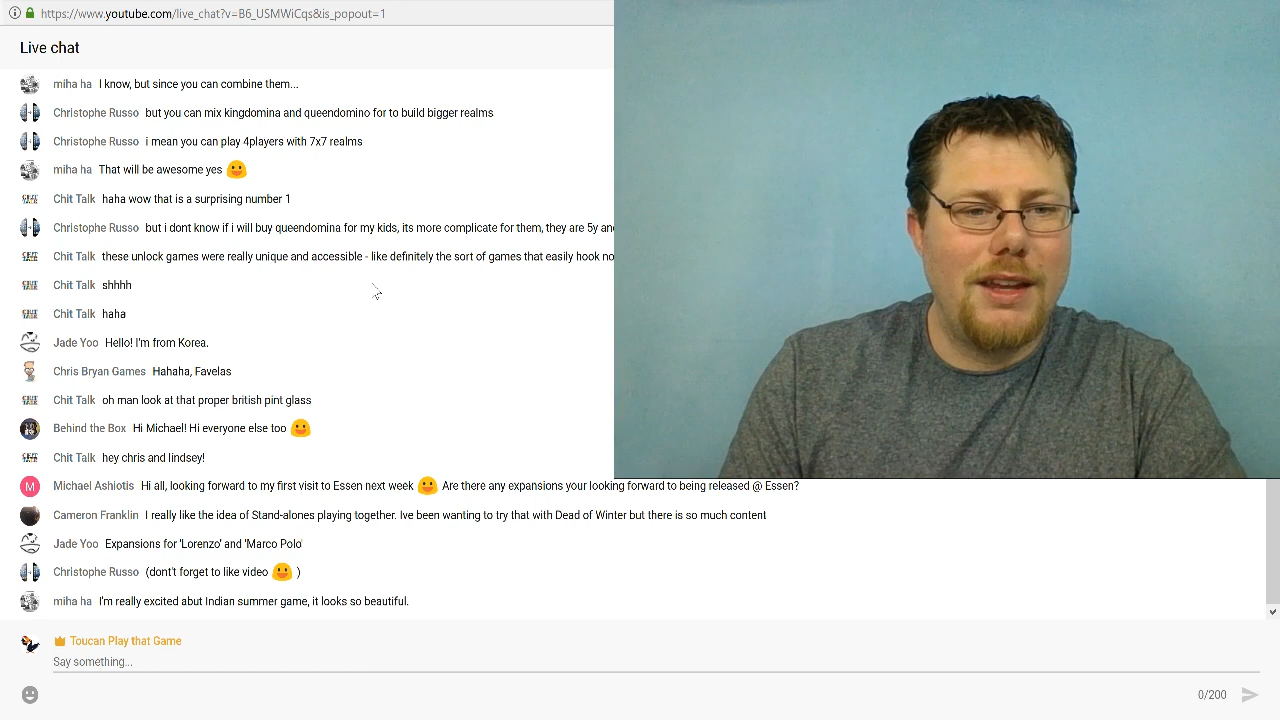 https://www.youtube.com/live_chat?v=B6_USMWiCqs&is_popout=1
Live chat
miha ha I know, but since you can combine them...
Christophe Russo but you can mix kingdomina and queendomino for to build bigger realms
Christophe Russo i mean you can play 4players with 7x7 realms
miha ha That will be awesome yes
Chit Talk haha wow that is a surprising number 1
Christophe Russo but i dont know if i will buy queendomina for my kids, its more complicate for them, they are 5y
Chit Talk these unlock games were really unique and accessible - like definitely the sort of games that easily hook
Chit Talk shhhh
Chit Talk haha
Jade Yoo Hello! I'm from Korea.
Chris Bryan Games Hahaha, Favelas
Chit Talk oh man look at that proper british pint glass
Behind the Box Hi Michael! Hi everyone else too
Chit Talk hey chris and lindsey!
M Michael Ashiotis Hi all, looking forward to my first visit to Essen next week Are there any expansions your looking forward to being released @ Essen?
Cameron Franklin I really like the idea of Stand-alones playing together. Ive been wanting to try that with Dead of Winter but there is so much content
Jade Yoo Expansions for 'Lorenzo' and 'Marco Polo'
Christophe Russo (don't forget to like video )
miha ha I'm really excited abut Indian summer game, it looks so beautiful.
Toucan Play that Game
Say something...
0/200